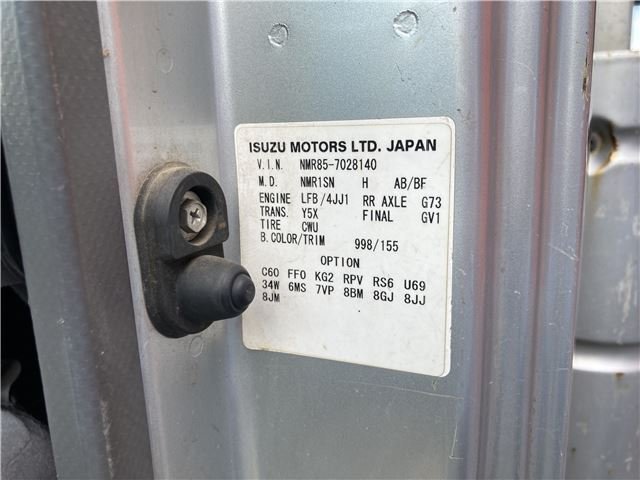 ISUZU MOTORS LTD. JAPAN
V.I.N. NMR85-7028140
M.D. NMR1SN H AB/BF
ENGINE LFB/4JJ1 RR AXLE G73
TRANS. Y5X FINAL GV1
TIRE CWU
B.COLOR/TRIM 998/155
OPTION
C60 FF0 KG2 RPV RS6 U69
34W 6MS 7VP 8BM 8GJ 8JJ
8JM